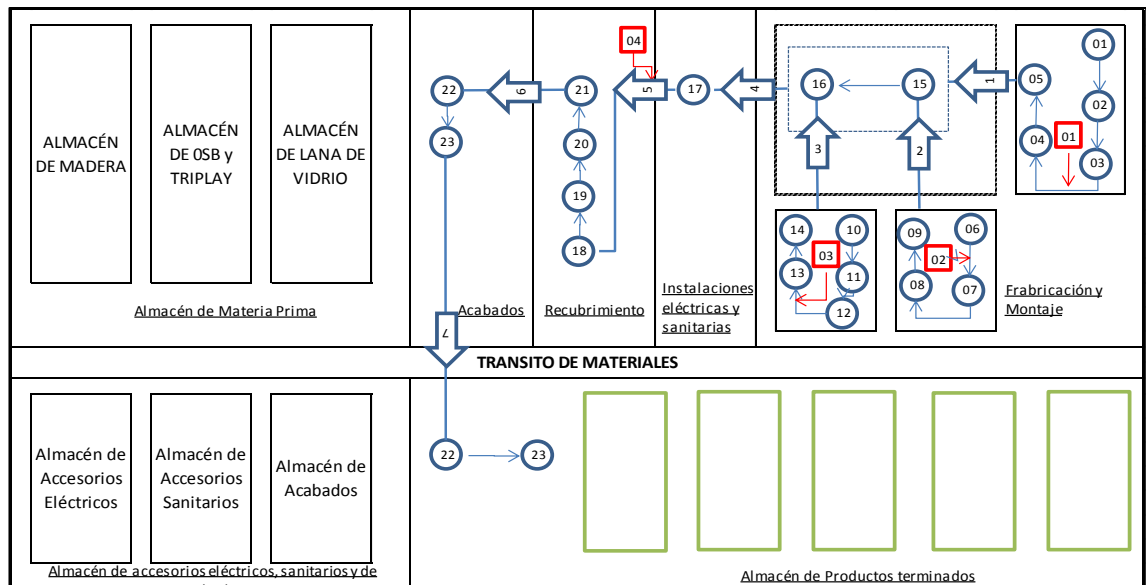 ALMACÉN
DE MADERA
ALMACÉN
DE 0SB y
TRIPLAY
ALMACÉN
DE LANA DE
VIDRIO
Almacén de Materia Prima
22
23
6
Acabados
7
04
21
20
19
18
5
Recubrimiento
17
4
Instalaciones
eléctricas y
sanitarias
16
15
1
3
2
01
02
03
04
05
01
14
13
03
10
11
12
09
08
02
06
07
Frabricación y
Montaje
TRANSITO DE MATERIALES
Almacén de
Accesorios
Eléctricos
Almacén de
Accesorios
Sanitarios
Almacén de
Acabados
Almacén de accesorios eléctricos, sanitarios y de
22
23
Almacén de Productos terminados